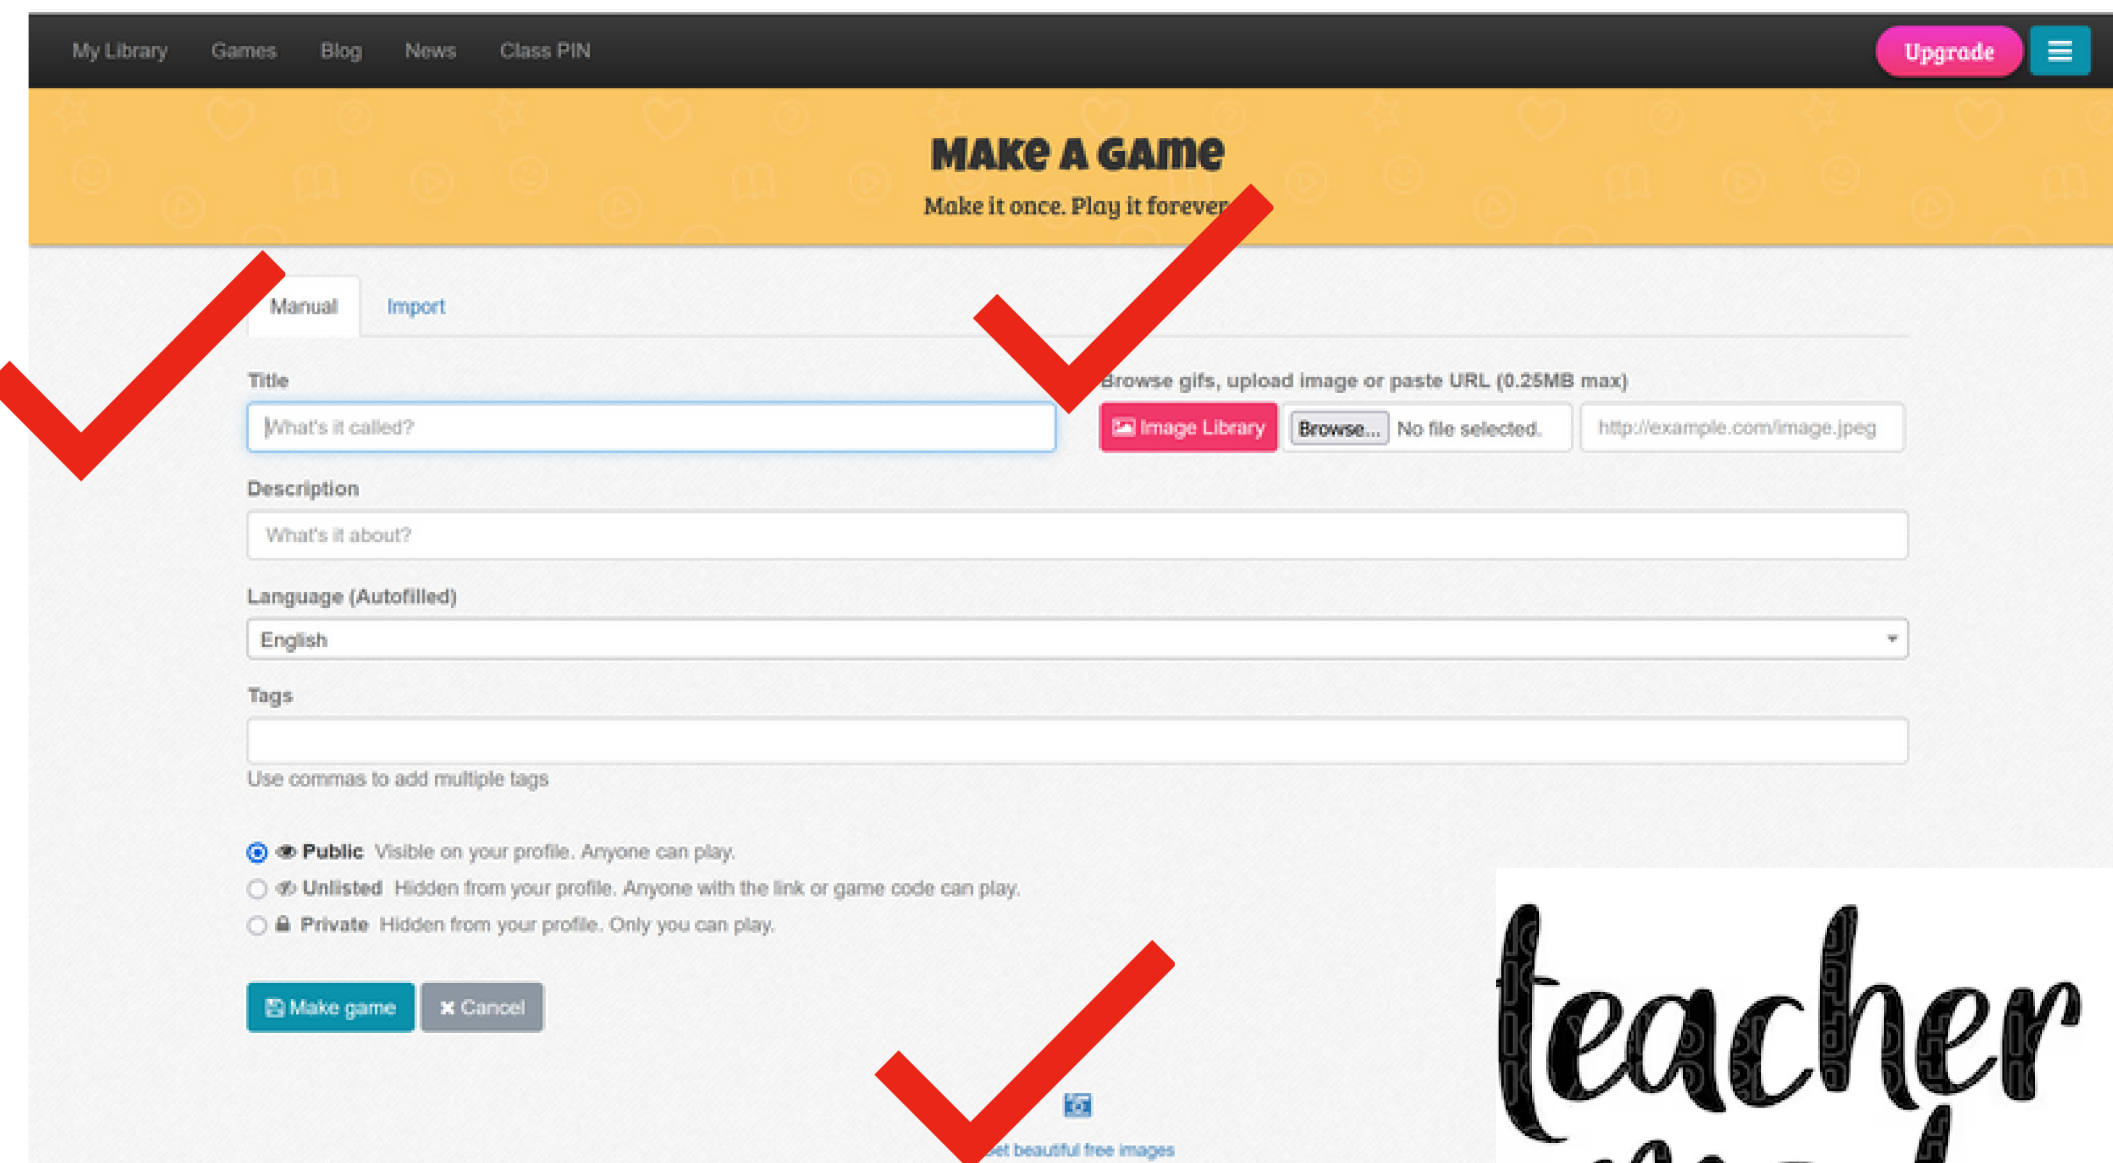 My Library Games Blog News Class PIN Upgrade
MAKE A GAME
Make it once. Play it forever
Manual Import
Title
Browse gifs, upload image or paste URL (0.25MB max)
What's it called?
Image Library Browse... No file selected. http://example.com/image.jpeg
Description
What's it about?
Language (Autofilled)
English
Tags
Use commas to add multiple tags
Public Visible on your profile. Anyone can play.
Unlisted Hidden from your profile. Anyone with the link or game code can play.
Private Hidden from your profile. Only you can play.
Make game Cancel
beautiful free images
teacher